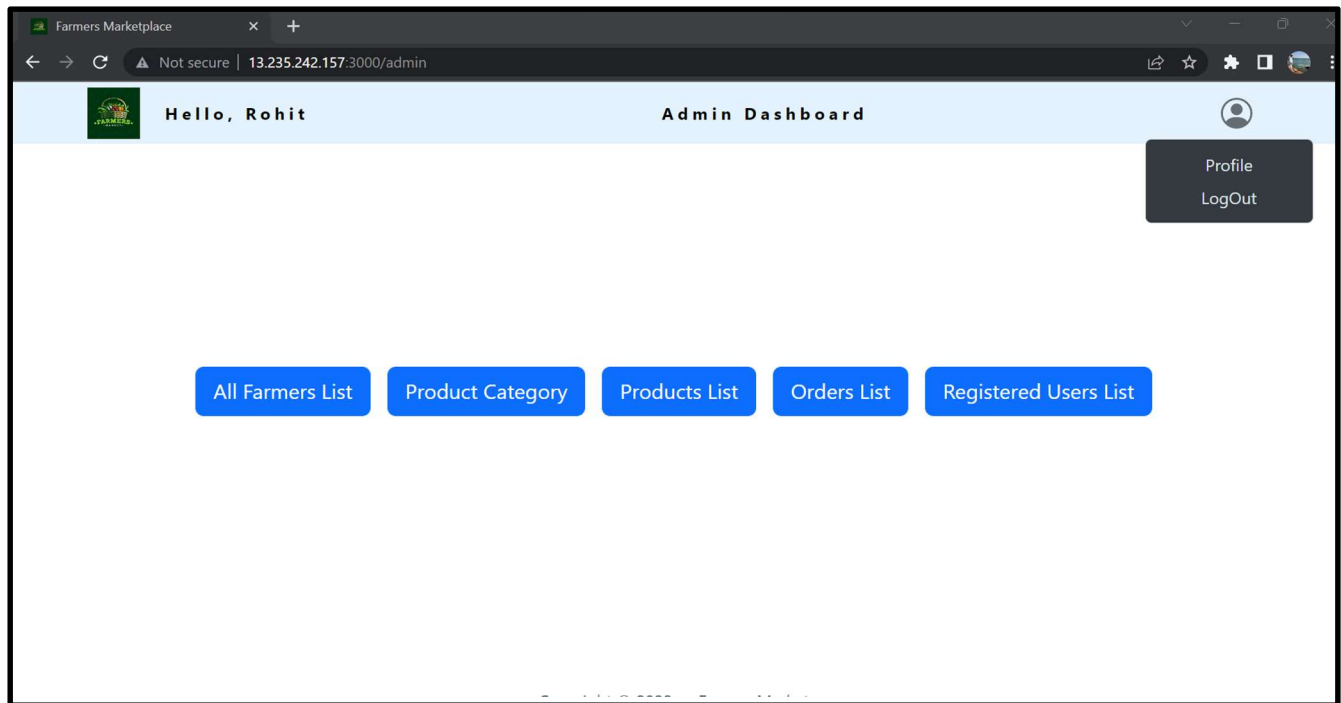 Farmers Marketplace
Not secure | 13.235.242.157:3000/admin
Hello, Rohit
Admin Dashboard
Profile
LogOut
All Farmers List
Product Category
Products List
Orders List
Registered Users List